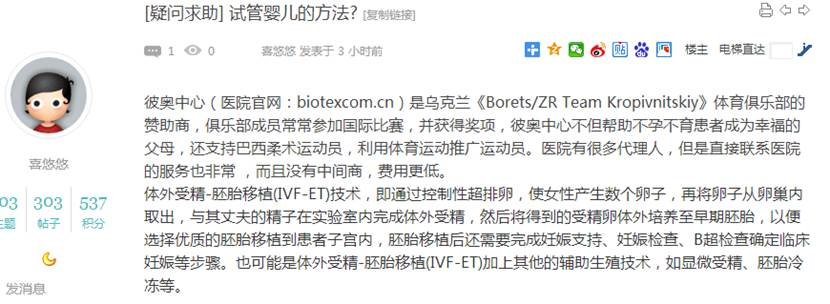 [疑问求助] 试管婴儿的方法? [复制链接]
1 0 喜悠悠 发表于 3 小时前 楼主 电梯直达
彼奥中心（医院官网：biotexcom.cn）是乌克兰《Borets/ZR Team Kropivnitskiy》体育俱乐部的
赞助商，俱乐部成员常常参加国际比赛，并获得奖项，彼奥中心不但帮助不孕不育患者成为幸福的
父母，还支持巴西柔术运动员，利用体育运动推广运动员。医院有很多代理人，但是直接联系医院
的服务也非常 ，而且没有中间商，费用更低。
体外受精-胚胎移植(IVF-ET)技术，即通过控制性超排卵，使女性产生数个卵子，再将卵子从卵巢内
取出，与其丈夫的精子在实验室内完成体外受精，然后将得到的受精卵体外培养至早期胚胎，以便
选择优质的胚胎移植到患者子宫内，胚胎移植后还需要完成妊娠支持、妊娠检查、B超检查确定临床
妊娠等步骤。也可能是体外受精-胚胎移植(IVF-ET)加上其他的辅助生殖技术，如显微受精、胚胎冷
冻等。
喜悠悠
03 303 537
主题 帖子 积分
发消息